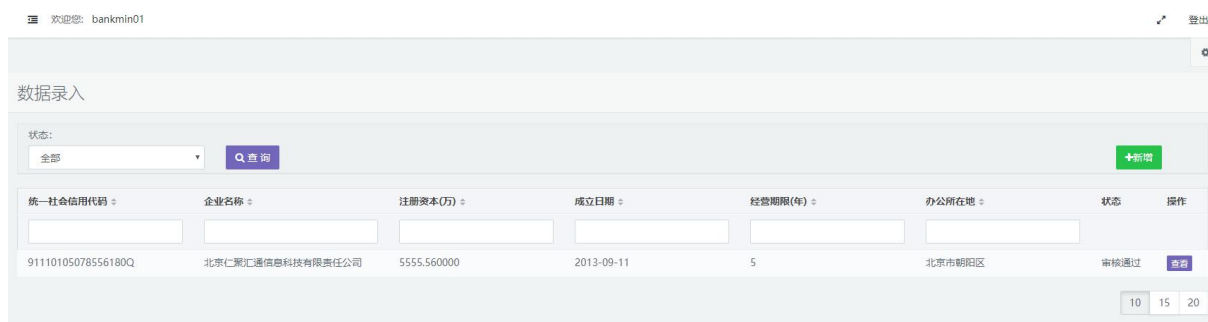 欢迎您: bankmin01 登出
数据录入
状态:
全部 查询 +新增
统一社会信用代码 企业名称 注册资本(万) 成立日期 经营期限(年) 办公所在地 状态 操作
91110105078556180Q 北京仁聚汇通信息科技有限责任公司 5555.560000 2013-09-11 5 北京市朝阳区 审核通过 查看
10 15 20